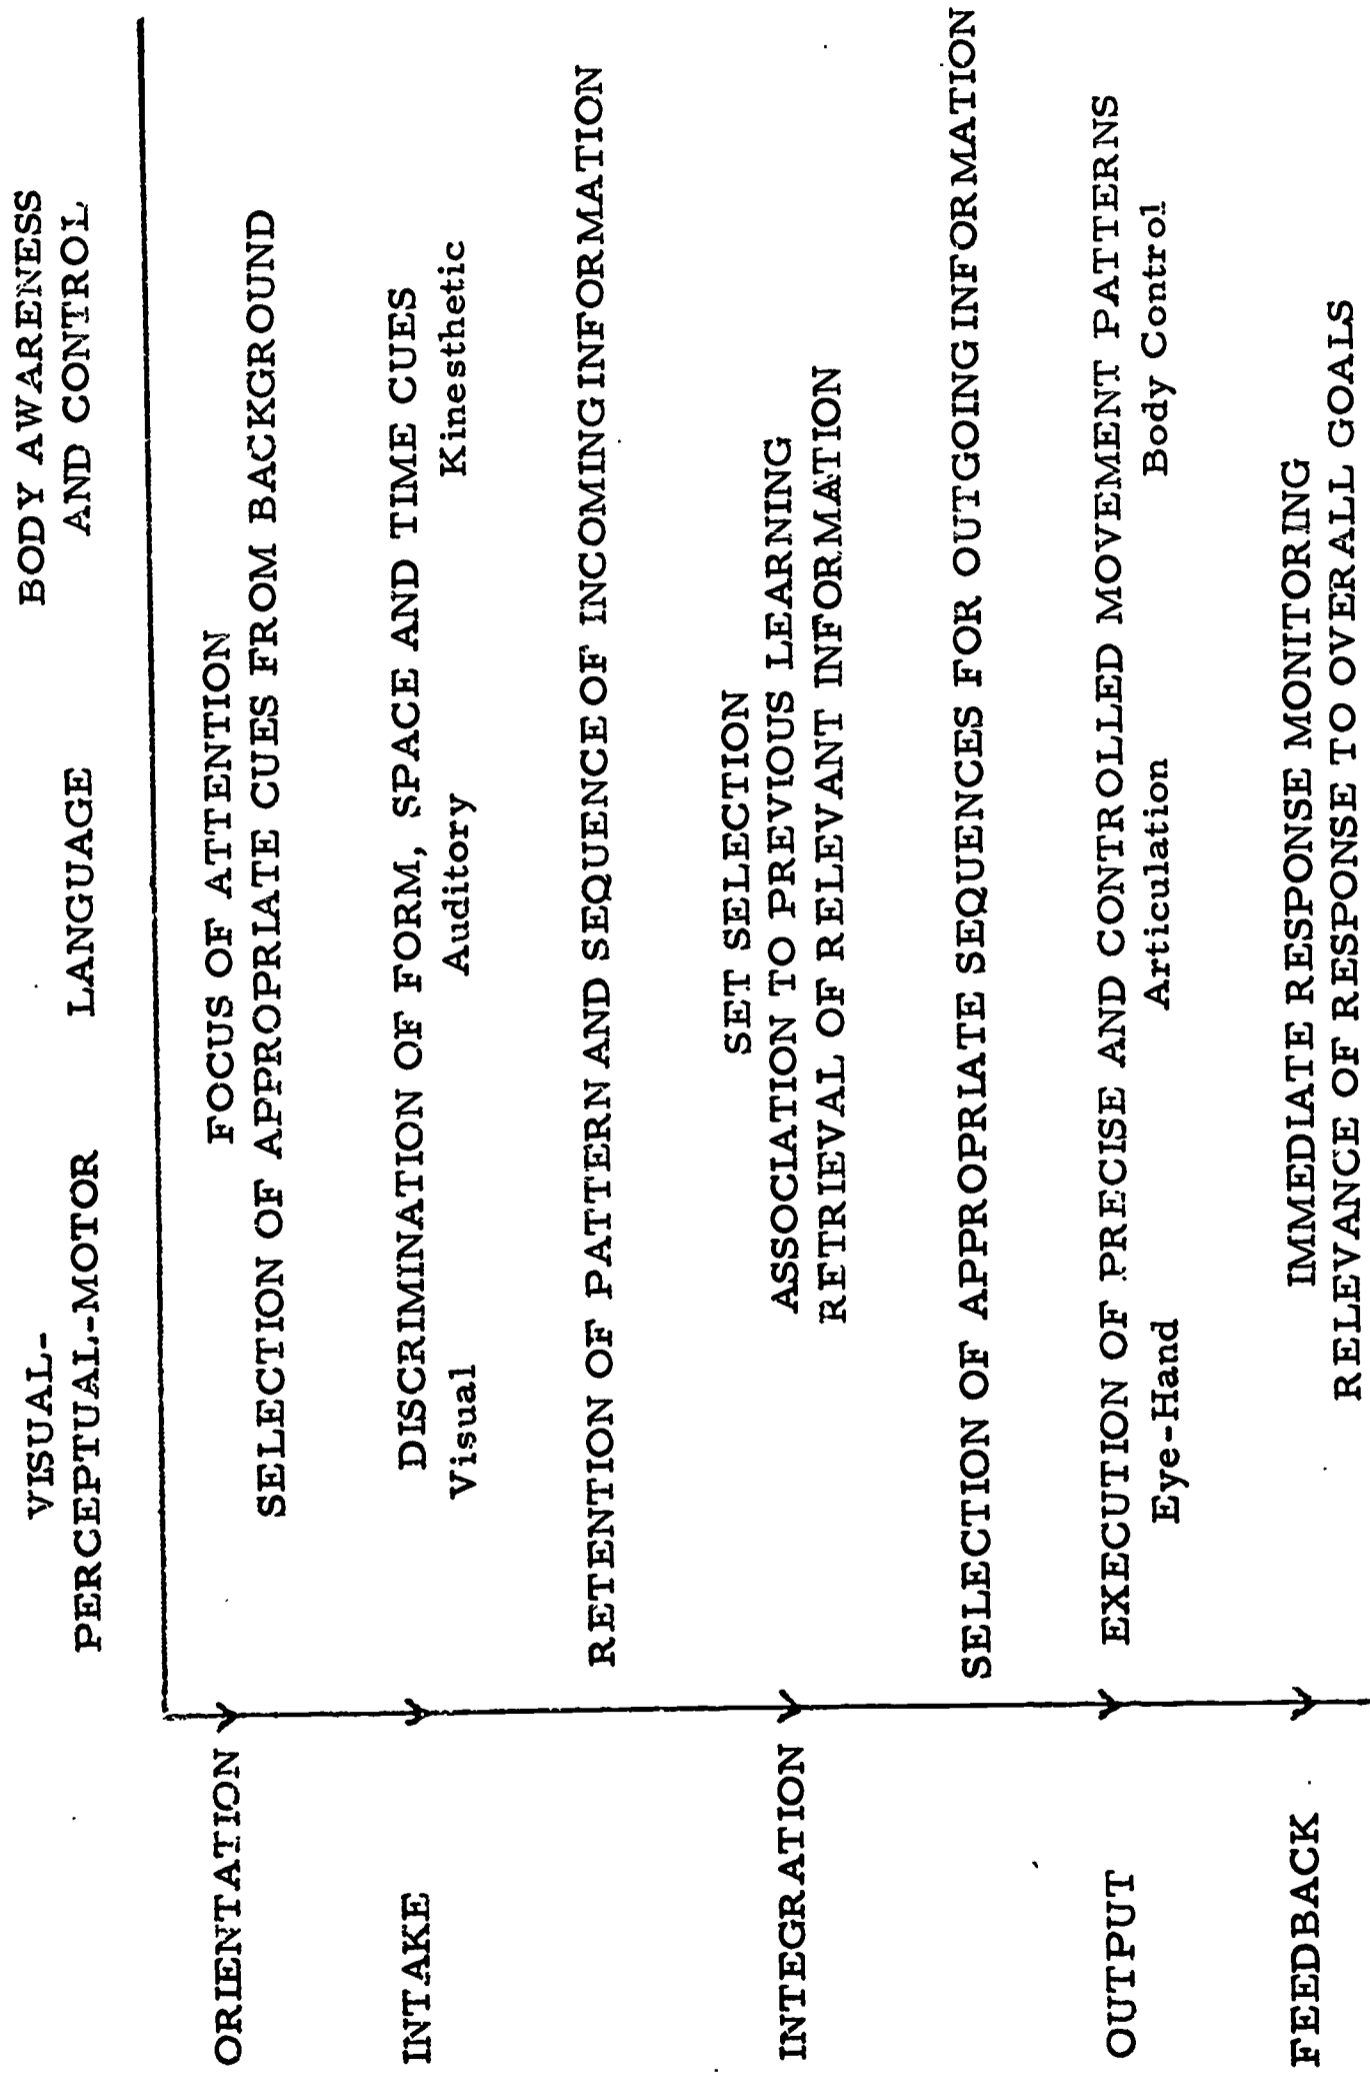 VISUAL-
PERCEPTUAL-MOTOR
LANGUAGE
BODY AWARENESS
AND CONTROL
ORIENTATION
FOCUS OF ATTENTION
SELECTION OF APPROPRIATE CUES FROM BACKGROUND
INTAKE
DISCRIMINATION OF FORM, SPACE AND TIME CUES
Visual Auditory Kinesthetic
RETENTION OF PATTERN AND SEQUENCE OF INCOMING INFORMATION
INTEGRATION
SET SELECTION
ASSOCIATION TO PREVIOUS LEARNING
RETRIEVAL OF RELEVANT INFORMATION
SELECTION OF APPROPRIATE SEQUENCES FOR OUTGOING INFORMATION
OUTPUT
EXECUTION OF PRECISE AND CONTROLLED MOVEMENT PATTERNS
Eye-Hand Articulation Body Control
FEEDBACK
IMMEDIATE RESPONSE MONITORING
RELEVANCE OF RESPONSE TO OVERALL GOALS